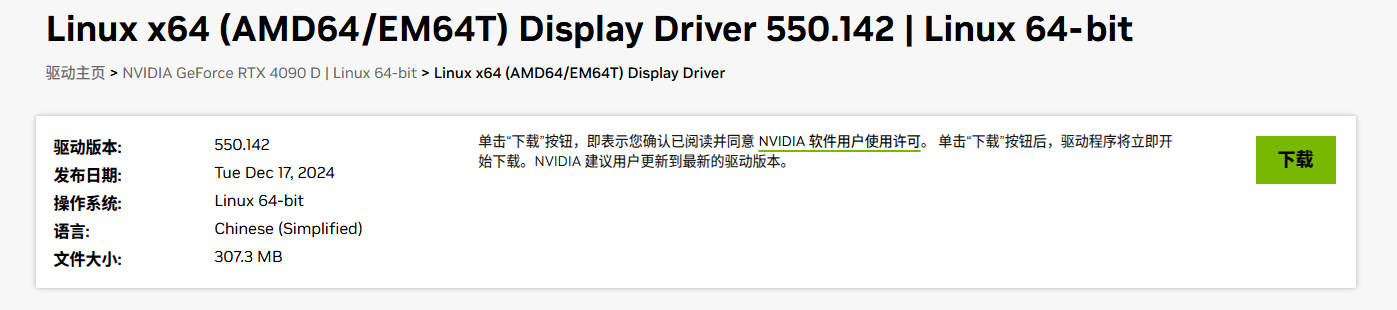 Linux x64 (AMD64/EM64T) Display Driver 550.142 | Linux 64-bit
驱动主页 > NVIDIA GeForce RTX 4090 D | Linux 64-bit > Linux x64 (AMD64/EM64T) Display Driver
驱动版本: 550.142
发布日期: Tue Dec 17, 2024
操作系统: Linux 64-bit
语言: Chinese (Simplified)
文件大小: 307.3 MB
单击“下载”按钮，即表示您确认已阅读并同意 NVIDIA 软件用户使用许可。 单击“下载”按钮后，驱动程序将立即开
始下载。NVIDIA 建议用户更新到最新的驱动版本。
下载